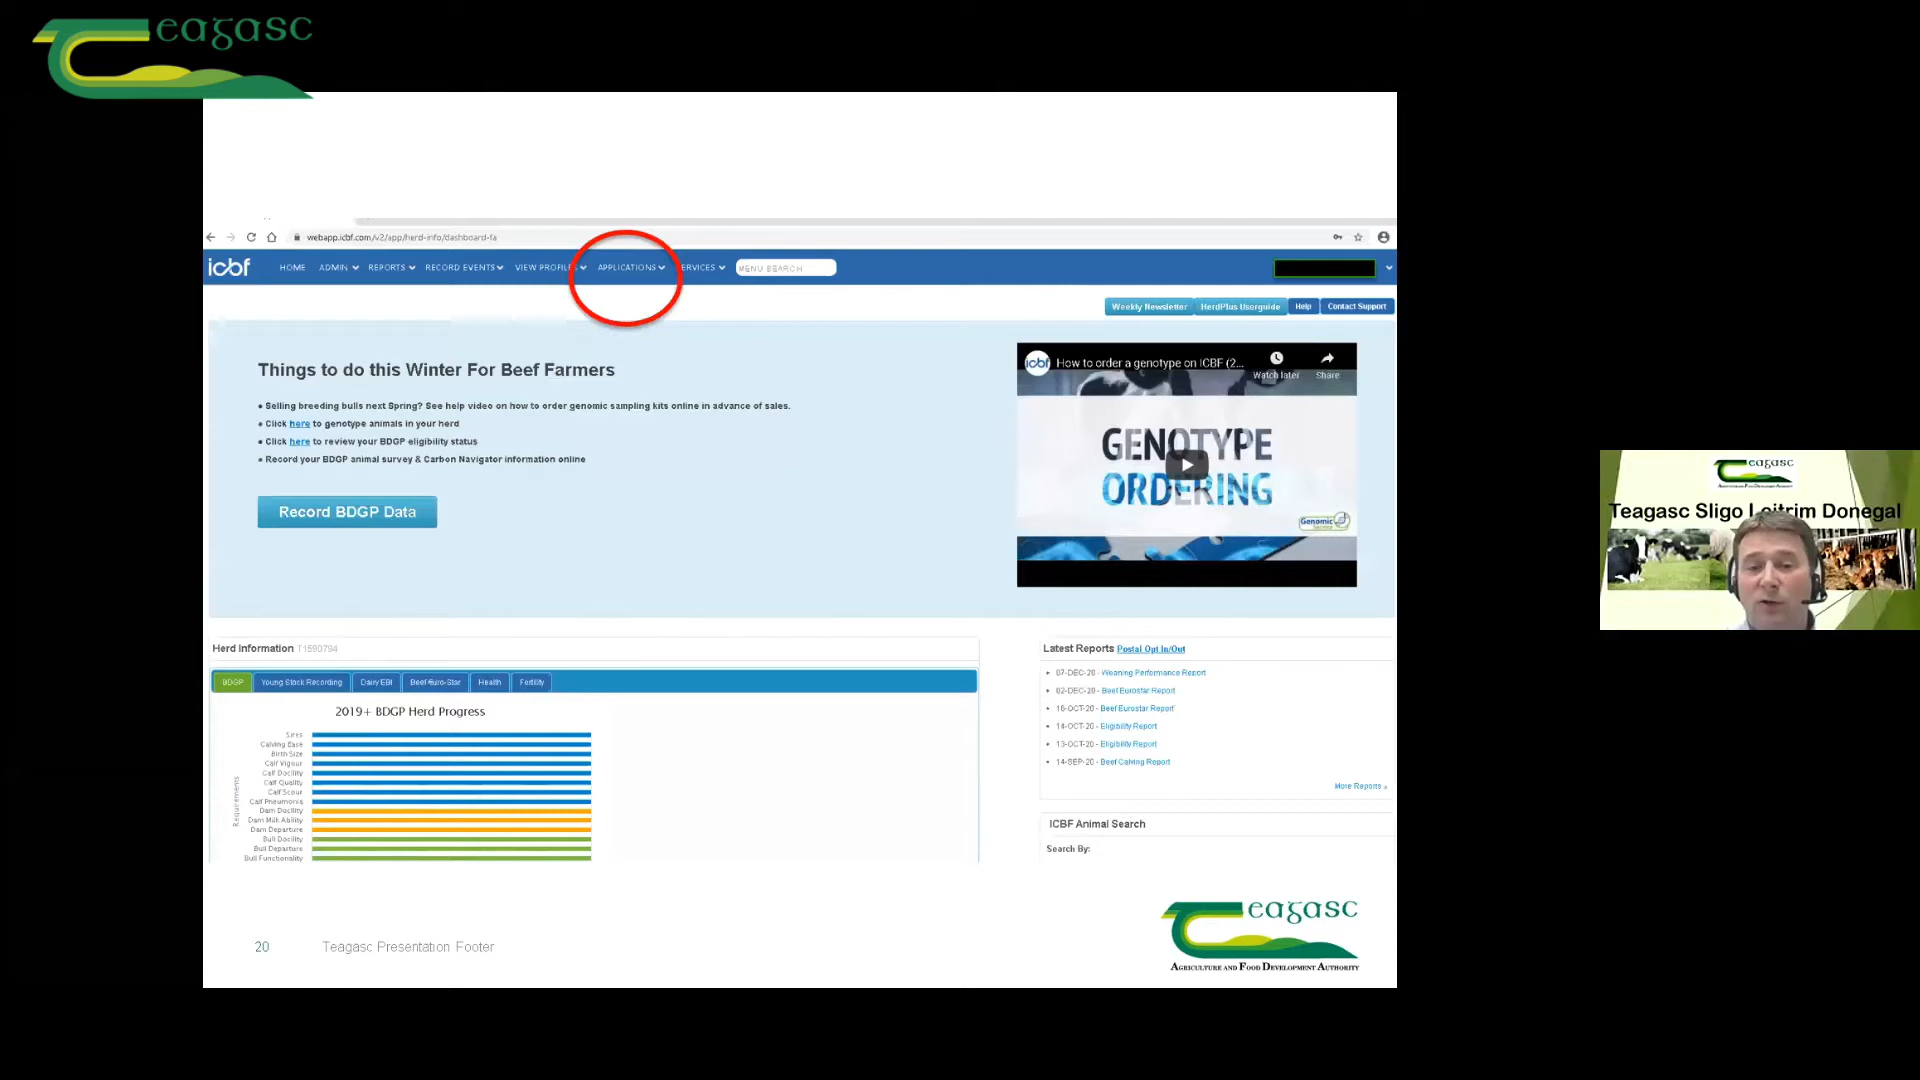 eagasc
webapp.icbf.com/v2/app/herd-info/dashboard-fa
icbf HOME ADMIN REPORTS RECORD EVENTS VIEW PROFILES APPLICATIONS ERVICES MENU SEARCH
Weekly Newsletter HerdPlus Userguide Help Contact Support
Things to do this Winter For Beef Farmers
• Selling breeding bulls next Spring? See help video on how to order genomic sampling kits online in advance of sales.
• Click here to genotype animals in your herd
• Click here to review your BDGP eligibility status
• Record your BDGP animal survey & Carbon Navigator information online
Record BDGP Data
icbf How to order a genotype on ICBF (2...
Watch later Share
GENOTYPE
ORDERING
Genomic
Teagasc Sligo Leitrim Donegal
eagasc
Herd Information T1590794
BDGP Young Stock Recording Dairy EBI Beef Euro-Star Health Fertility
2019+ BDGP Herd Progress
Requirements
Sires
Calving Ease
Birth Size
Calf Vigour
Calf Docility
Calf Quality
Calf Scour
Calf Pneumonia
Dam Docility
Dam Milk Ability
Dam Departure
Bull Docility
Bull Departure
Bull Functionality
Latest Reports Postal Opt In/Out
07-DEC-20 - Weaning Performance Report
02-DEC-20 - Beef Eurostar Report
16-OCT-20 - Beef Eurostar Report
14-OCT-20 - Eligibility Report
13-OCT-20 - Eligibility Report
14-SEP-20 - Beef Calving Report
More Reports
ICBF Animal Search
Search By:
20 Teagasc Presentation Footer
eagasc
AGRICULTURE AND FOOD DEVELOPMENT AUTHORITY